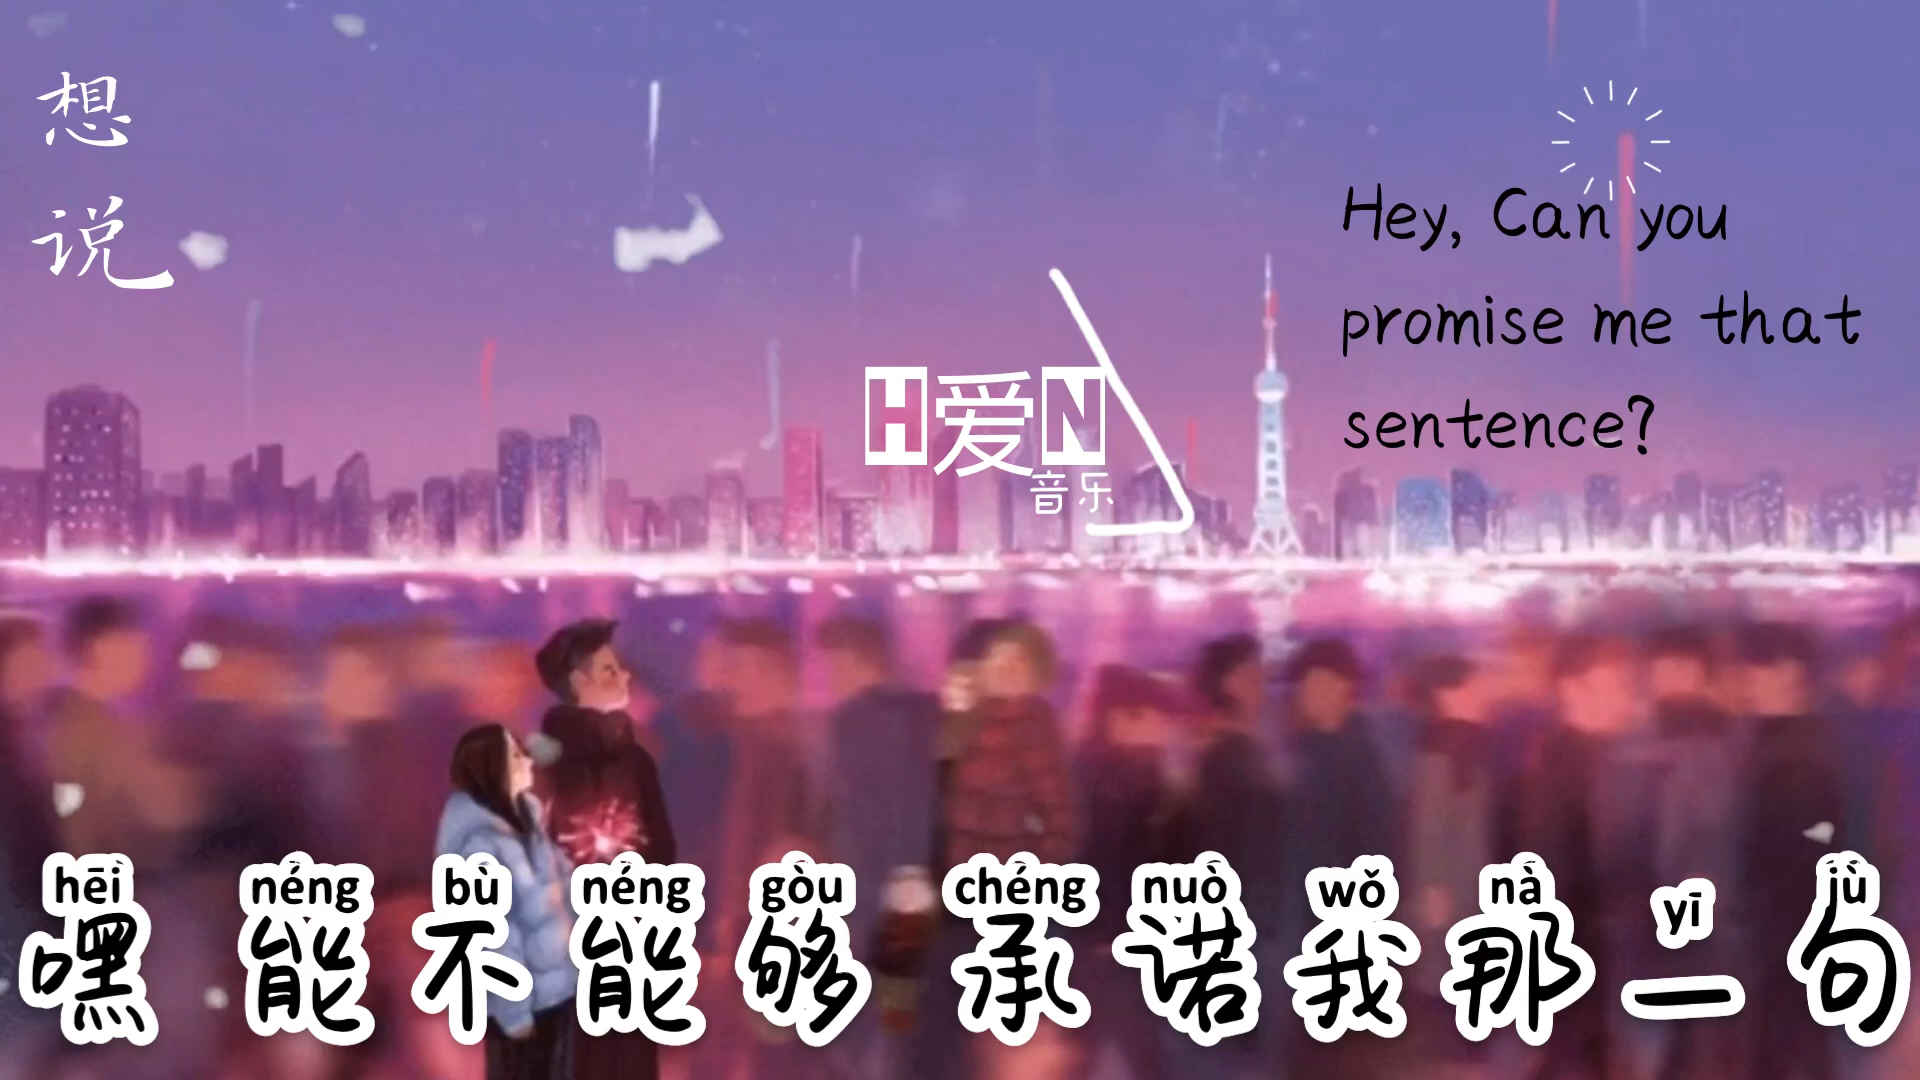 想说
Hey, Can you
promise me that
sentence?
H爱N
音乐
hēi néng bù néng gòu chéng nuò wǒ nà yī jù
嘿 能不能够 承诺我那一句